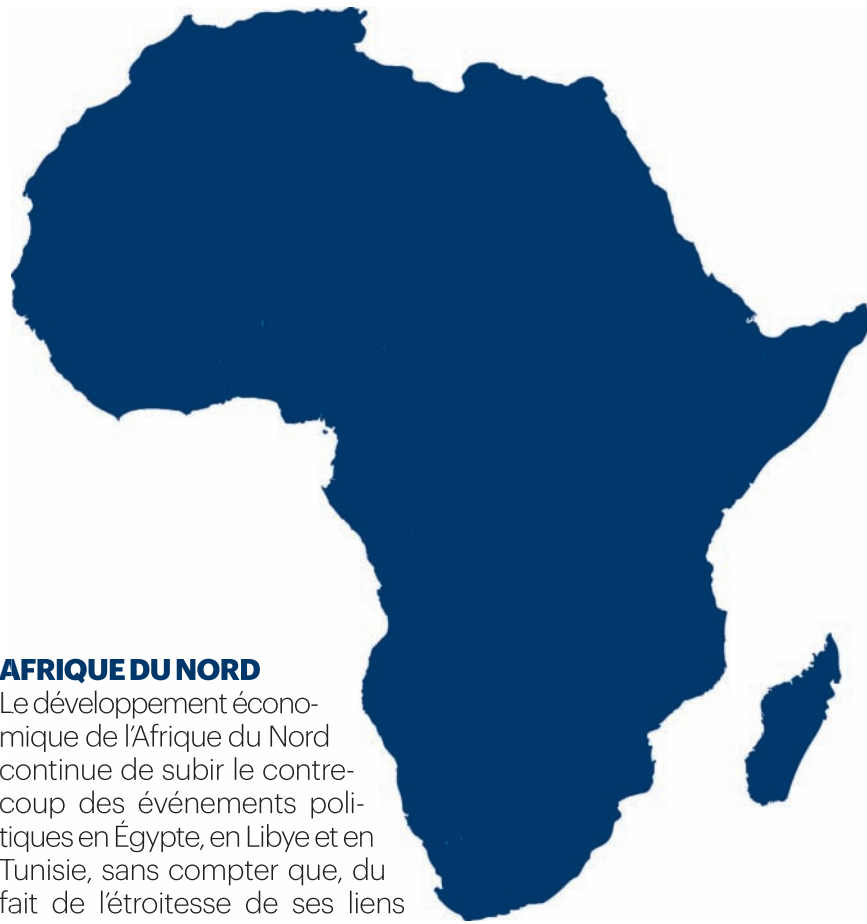 AFRIQUE DU NORD
Le développement écono-
mique de l’Afrique du Nord
continue de subir le contre-
coup des événements poli-
tiques en Égypte, en Libye et en
Tunisie, sans compter que, du
fait de l’étroitesse de ses liens